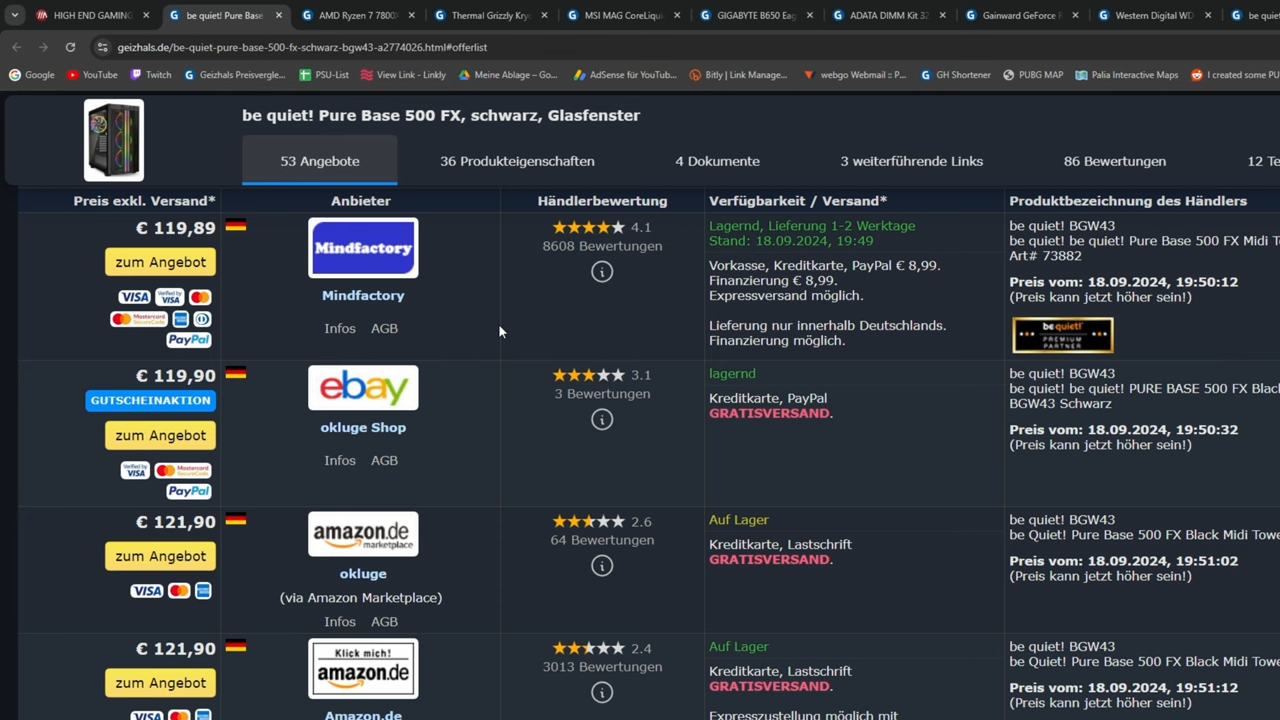 HIGH END GAMING
be quiet! Pure Base
AMD Ryzen 7 7800
Thermal Grizzly Kry
MSI MAG CoreLiqu
GIGABYTE B650 Eag
ADATA DIMM Kit 32
Gainward GeForce R
Western Digital WD
be quiet
geizhals.de/be-quiet-pure-base-500-fx-schwarz-bgw43-a2774026.html#offerlist
Google
YouTube
Twitch
Geizhals Preisvergle...
PSU-List
View Link - Linkly
Meine Ablage – Go...
AdSense für YouTub...
Bitly | Link Manage...
webgo Webmail ::: P...
GH Shortener
PUBG MAP
Palia Interactive Maps
I created some PU
be quiet! Pure Base 500 FX, schwarz, Glasfenster
53 Angebote
36 Produkteigenschaften
4 Dokumente
3 weiterführende Links
86 Bewertungen
12 Te
Preis exkl. Versand*
Anbieter
Händlerbewertung
Verfügbarkeit / Versand*
Produktbezeichnung des Händlers
€ 119,89
zum Angebot
VISA
Verified by VISA
Mastercard SecureCode
PayPal
Mindfactory
Mindfactory
Infos AGB
4.1
8608 Bewertungen
Lagernd, Lieferung 1-2 Werktage
Stand: 18.09.2024, 19:49
Vorkasse, Kreditkarte, PayPal € 8,99.
Finanzierung € 8,99.
Expressversand möglich.
Lieferung nur innerhalb Deutschlands.
Finanzierung möglich.
be quiet! BGW43
be quiet! be quiet! Pure Base 500 FX Midi T
Art# 73882
Preis vom: 18.09.2024, 19:50:12
(Preis kann jetzt höher sein!)
be quiet!
PREMIUM
PARTNER
€ 119,90
GUTSCHEINAKTION
zum Angebot
Verified by VISA
Mastercard SecureCode
PayPal
ebay
okluge Shop
Infos AGB
3.1
3 Bewertungen
lagernd
Kreditkarte, PayPal
GRATISVERSAND.
be quiet! BGW43
be quiet! be quiet! PURE BASE 500 FX Blac
BGW43 Schwarz
Preis vom: 18.09.2024, 19:50:32
(Preis kann jetzt höher sein!)
€ 121,90
zum Angebot
VISA
amazon.de
marketplace
okluge
(via Amazon Marketplace)
Infos AGB
2.6
64 Bewertungen
Auf Lager
Kreditkarte, Lastschrift
GRATISVERSAND.
be quiet! BGW43
be Quiet! Pure Base 500 FX Black Midi Towe
Preis vom: 18.09.2024, 19:51:02
(Preis kann jetzt höher sein!)
€ 121,90
zum Angebot
VISA
Klick mich!
amazon.de
Amazon.de
2.4
3013 Bewertungen
Auf Lager
Kreditkarte, Lastschrift
GRATISVERSAND.
Expresszustellung möglich mit
be quiet! BGW43
be Quiet! Pure Base 500 FX Black Midi Towe
Preis vom: 18.09.2024, 19:51:12
(Preis kann jetzt höher sein!)